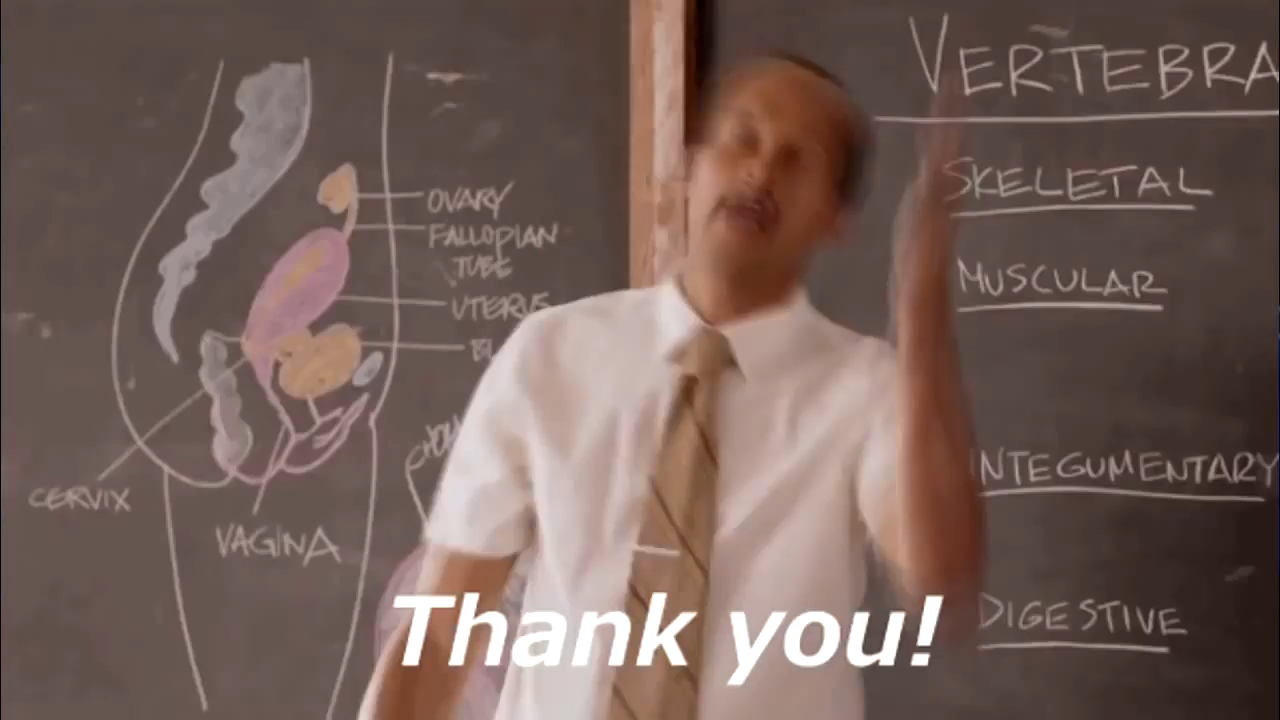 OVARY
FALLOPIAN
TUBE
UTERUS
CERVIX
VAGINA
VERTEBRA
SKELETAL
MUSCULAR
INTEGUMENTARY
DIGESTIVE
Thank you!